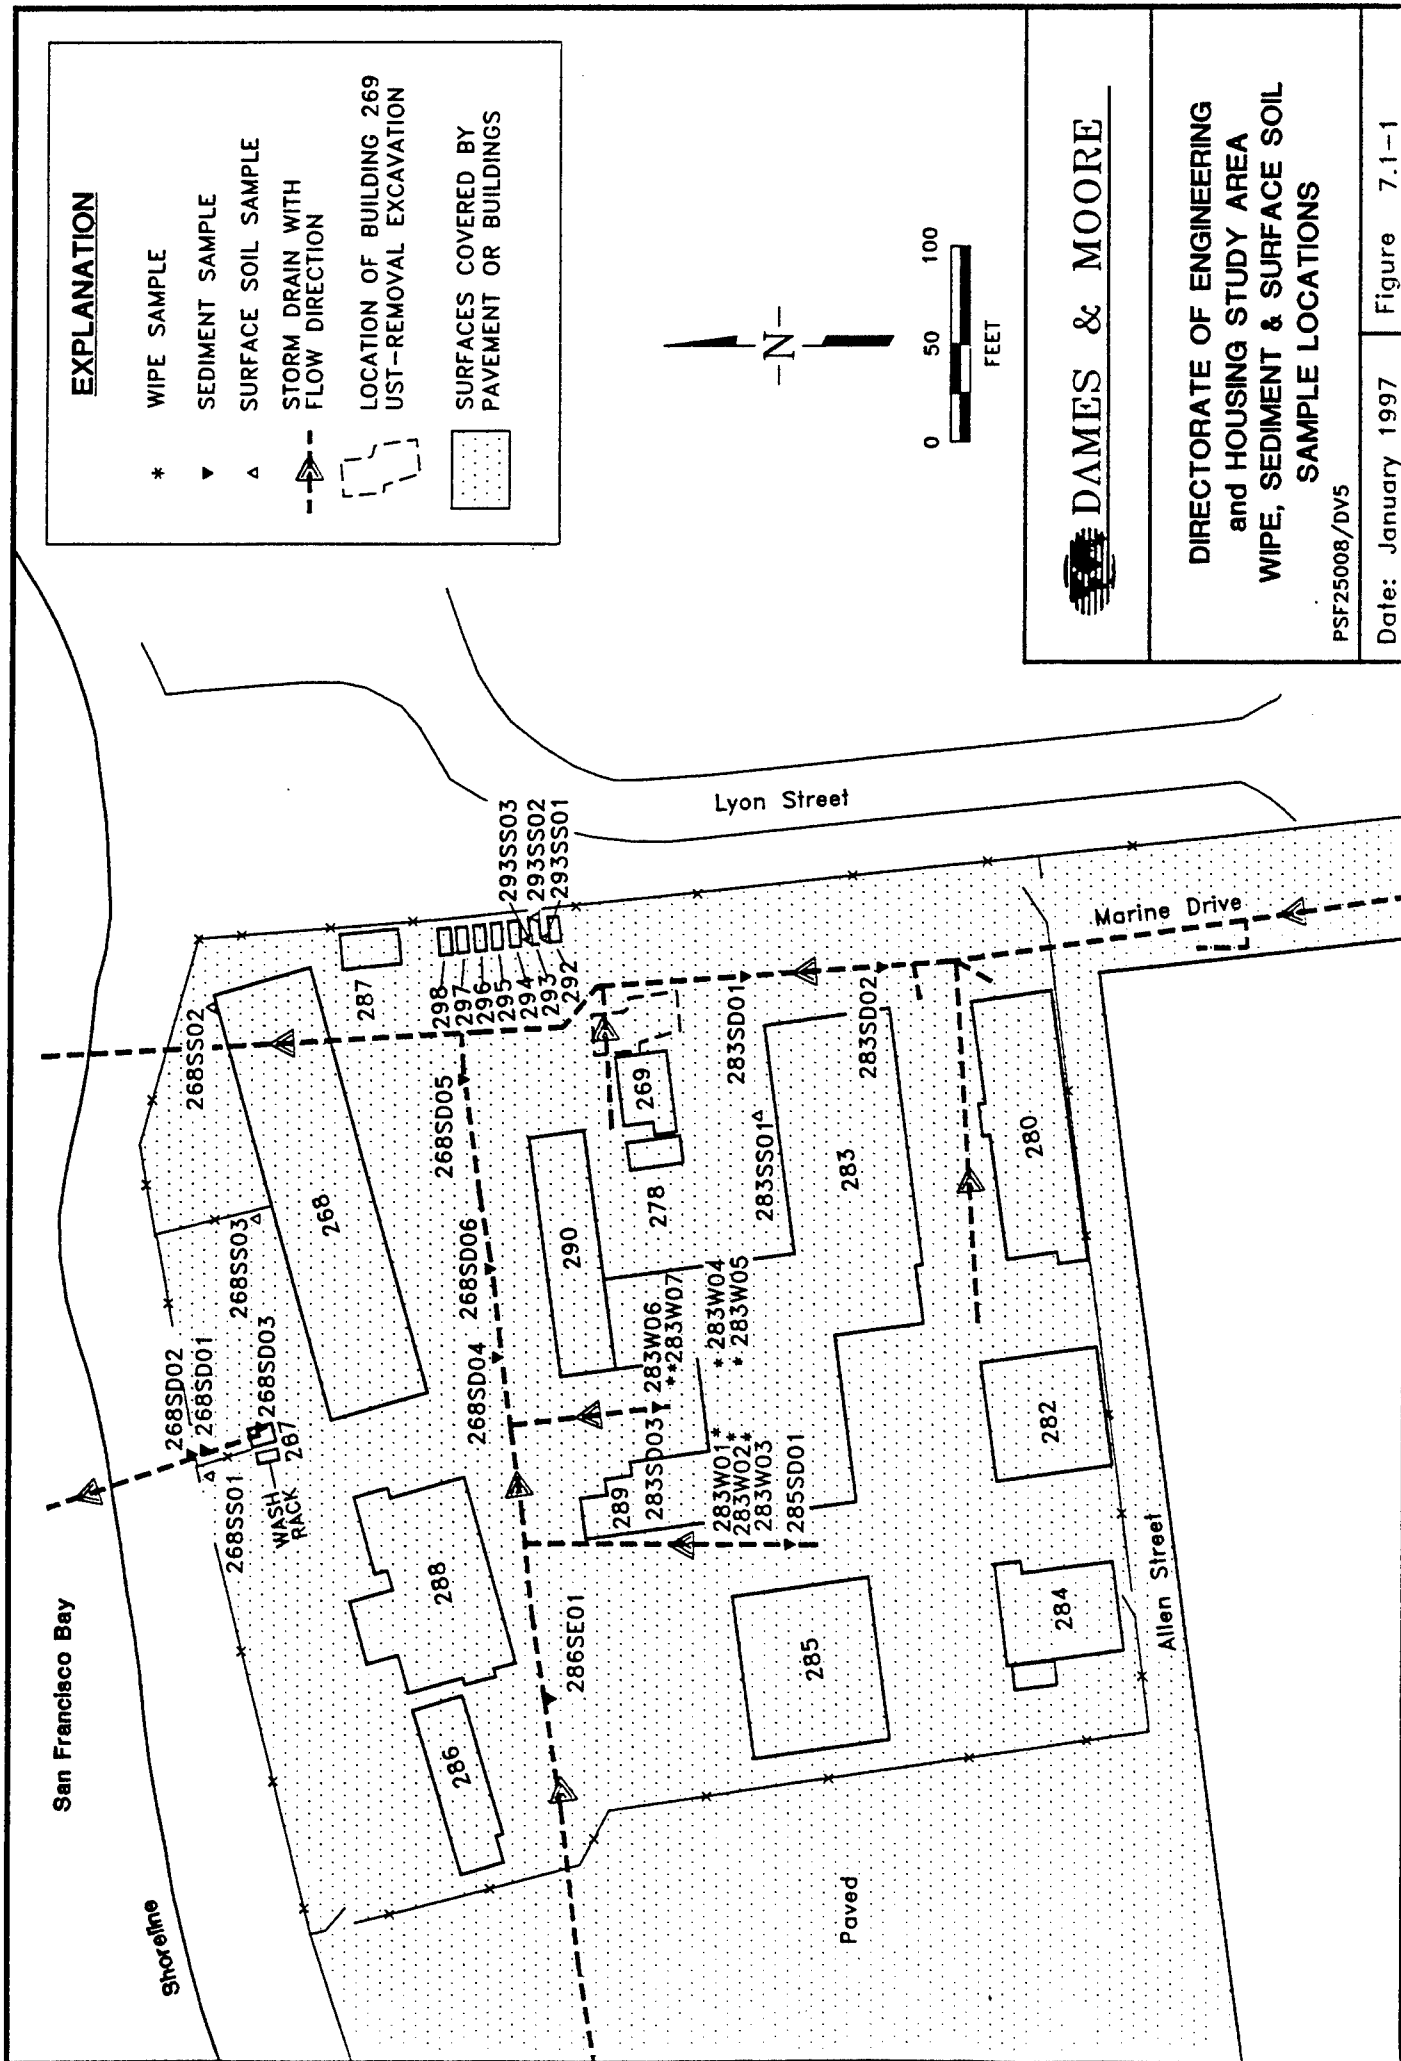 San Francisco Bay
Shoreline
268SD02
268SD01
268SS01
WASH
RACK
267
268SD03
268SS03
268SS02
268
287
288
286
286SE01
268SD04
268SD06
268SD05
298
297
296
295
294
293
292
293SS03
293SS02
293SS01
290
289
269
278
283SD03
283W06
**283W07
*283W04
* 283W05
283W01*
283W02*
283W03
285SD01
283SS01
283SD01
283SD02
283
285
280
282
284
Lyon Street
Marine Drive
Allen Street
Paved
EXPLANATION
* WIPE SAMPLE
SEDIMENT SAMPLE
SURFACE SOIL SAMPLE
STORM DRAIN WITH
FLOW DIRECTION
LOCATION OF BUILDING 269
UST-REMOVAL EXCAVATION
SURFACES COVERED BY
PAVEMENT OR BUILDINGS
-N-
0 50 100
FEET
DAMES & MOORE
DIRECTORATE OF ENGINEERING
and HOUSING STUDY AREA
WIPE, SEDIMENT & SURFACE SOIL
SAMPLE LOCATIONS
PSF25008/DV5
Date: January 1997 Figure 7.1-1